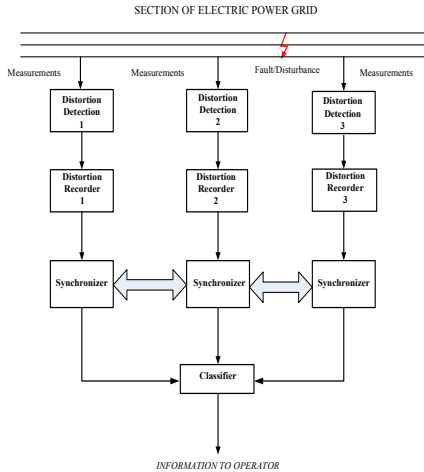 SECTION OF ELECTRIC POWER GRID
Measurements
Measurements
Fault/Disturbance
Measurements
Distortion
Detection
1
Distortion
Detection
2
Distortion
Detection
3
Distortion
Recorder
1
Distortion
Recorder
2
Distortion
Recorder
3
Synchronizer
Synchronizer
Synchronizer
Classifier
INFORMATION TO OPERATOR